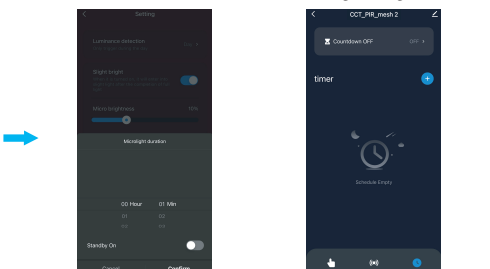 Setting
Luminance detection
Slight bright
Micro brightness
Microlight duration
00 Hour 01 Min
01 02
Standby On
Cancel Confirm
CCT_PIR_mesh 2
Countdown OFF OFF
timer
Schedule Empty